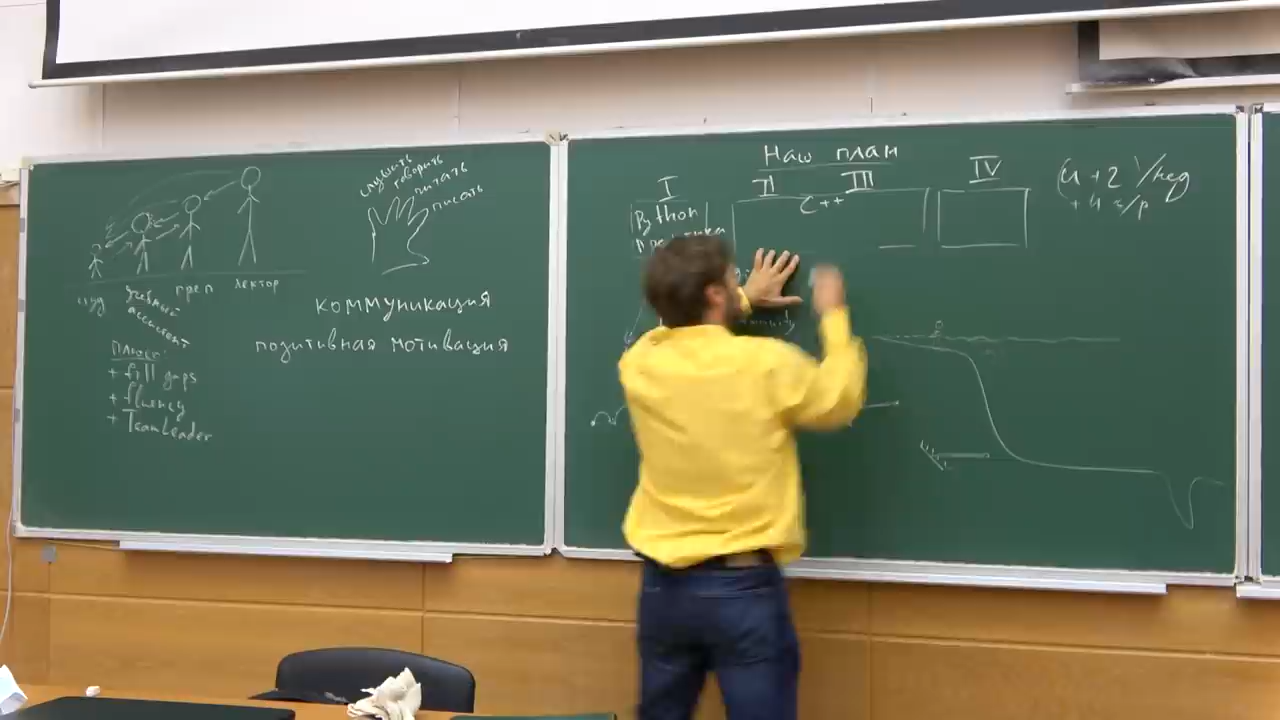 слушить
говорить
читать
писать
студ учебный преп лектор
ассистент
коммуникация
позитивная мотивация
плюсы:
+ fill gaps
+ fluency
+ TeamLeader
Наш план
I II III IV
Python C++
(4 + 2)/нед
+ 4 с/р